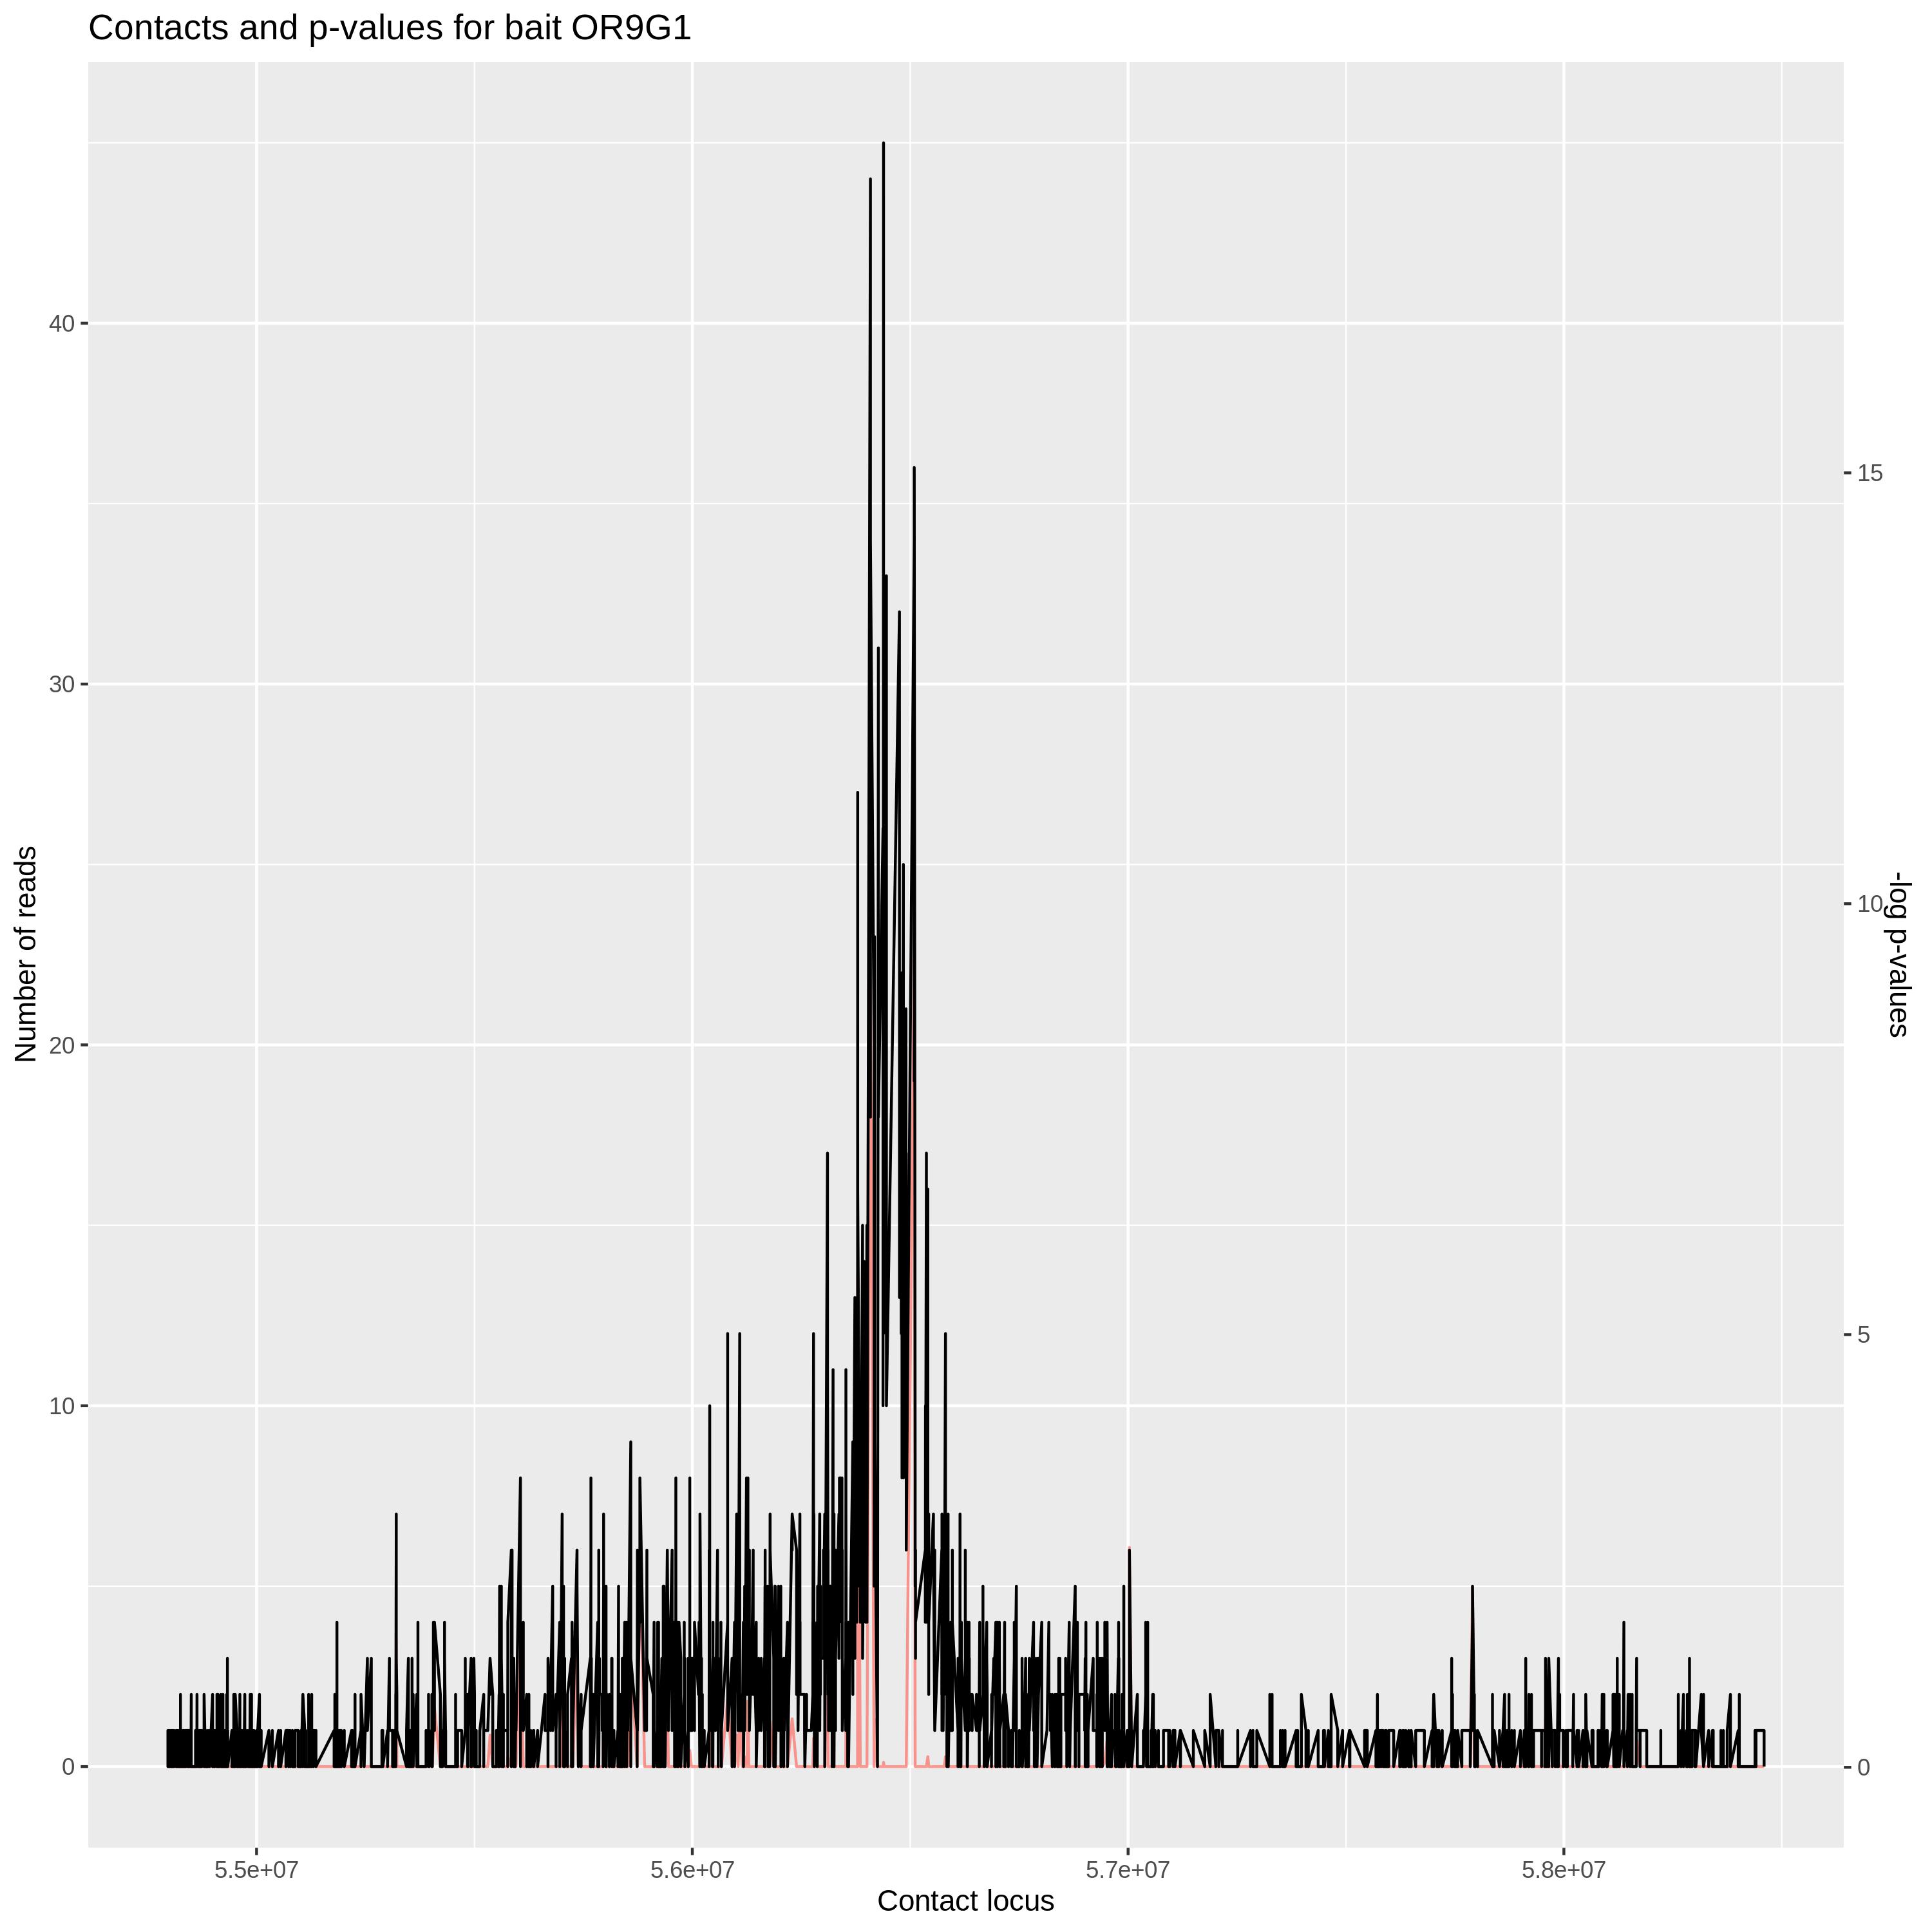 Contacts and p-values for bait OR9G1
Number of reads
40
30
20
10
0
15
10
5
0
-log p-values
5.5e+07
5.6e+07
5.7e+07
5.8e+07
Contact locus